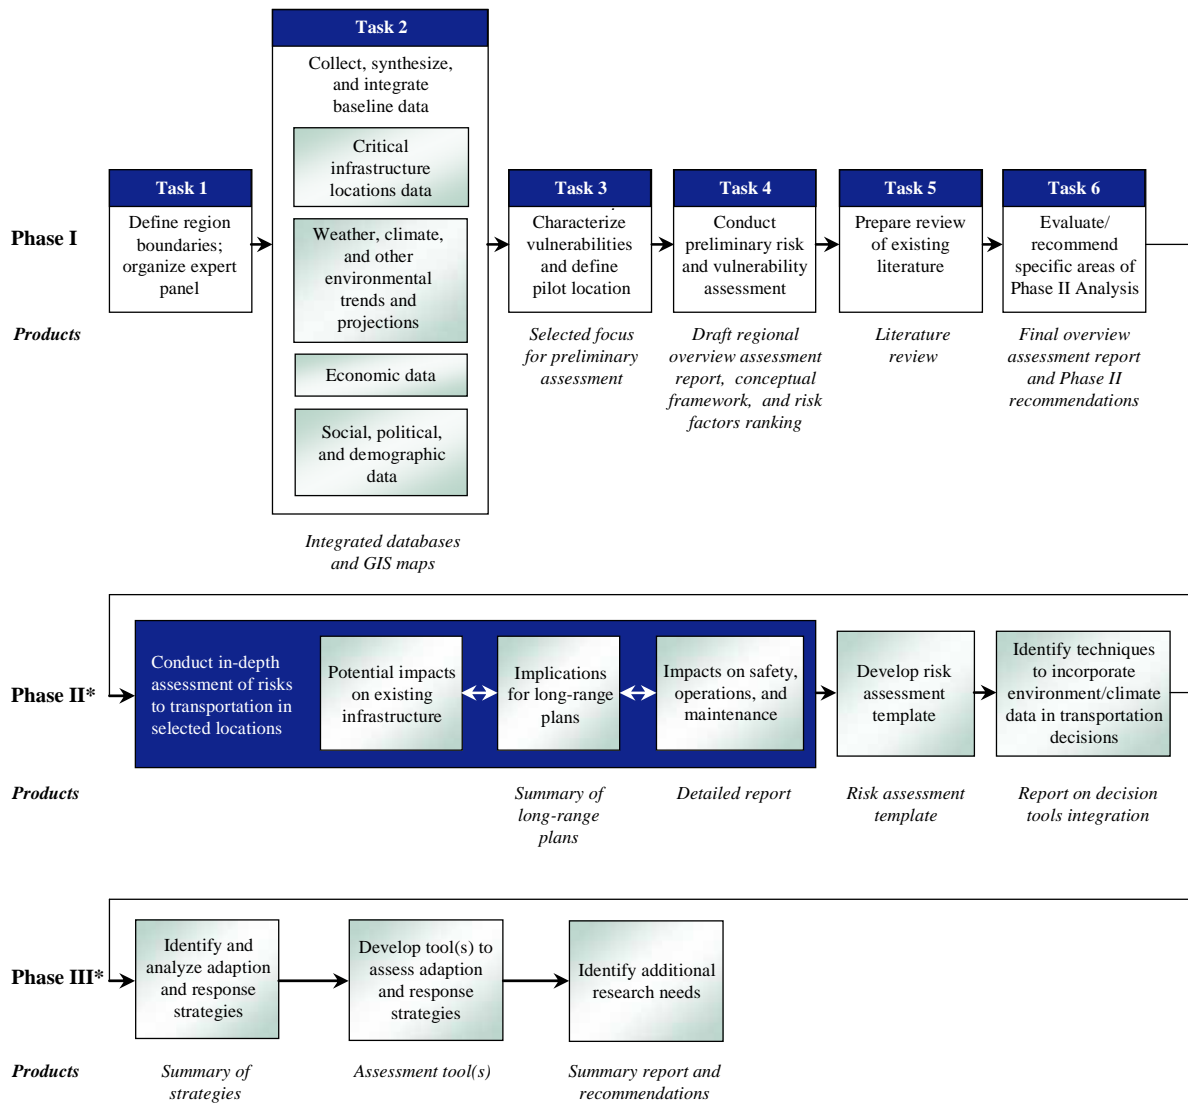 Task 2
Collect, synthesize,
and integrate
baseline data
Critical
infrastructure
locations data
Weather, climate,
and other
environmental
trends and
projections
Economic data
Social, political,
and demographic
data
Integrated databases
and GIS maps
Phase I
Task 1
Define region
boundaries;
organize expert
panel
Task 3
Characterize
vulnerabilities
and define
pilot location
Task 4
Conduct
preliminary risk
and vulnerability
assessment
Task 5
Prepare review
of existing
literature
Task 6
Evaluate/
recommend
specific areas of
Phase II Analysis
Products
Selected focus
for preliminary
assessment
Draft regional
overview assessment
report, conceptual
framework, and risk
factors ranking
Literature
review
Final overview
assessment report
and Phase II
recommendations
Phase II*
Conduct in-depth
assessment of risks
to transportation in
selected locations
Potential impacts
on existing
infrastructure
Implications
for long-range
plans
Impacts on safety,
operations, and
maintenance
Develop risk
assessment
template
Identify techniques
to incorporate
environment/climate
data in transportation
decisions
Products
Summary of
long-range
plans
Detailed report
Risk assessment
template
Report on decision
tools integration
Phase III*
Identify and
analyze adaption
and response
strategies
Develop tool(s) to
assess adaption
and response
strategies
Identify additional
research needs
Products
Summary of
strategies
Assessment tool(s)
Summary report and
recommendations